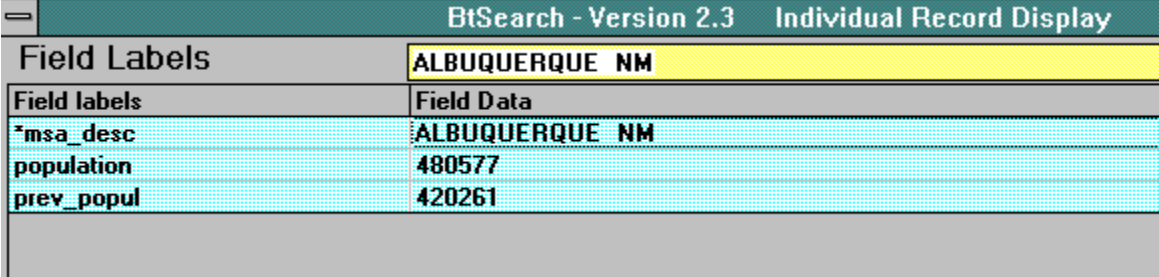 BtSearch - Version 2.3 Individual Record Display
Field Labels ALBUQUERQUE NM
Field labels Field Data
*msa_desc ALBUQUERQUE NM
population 480577
prev_popul 420261